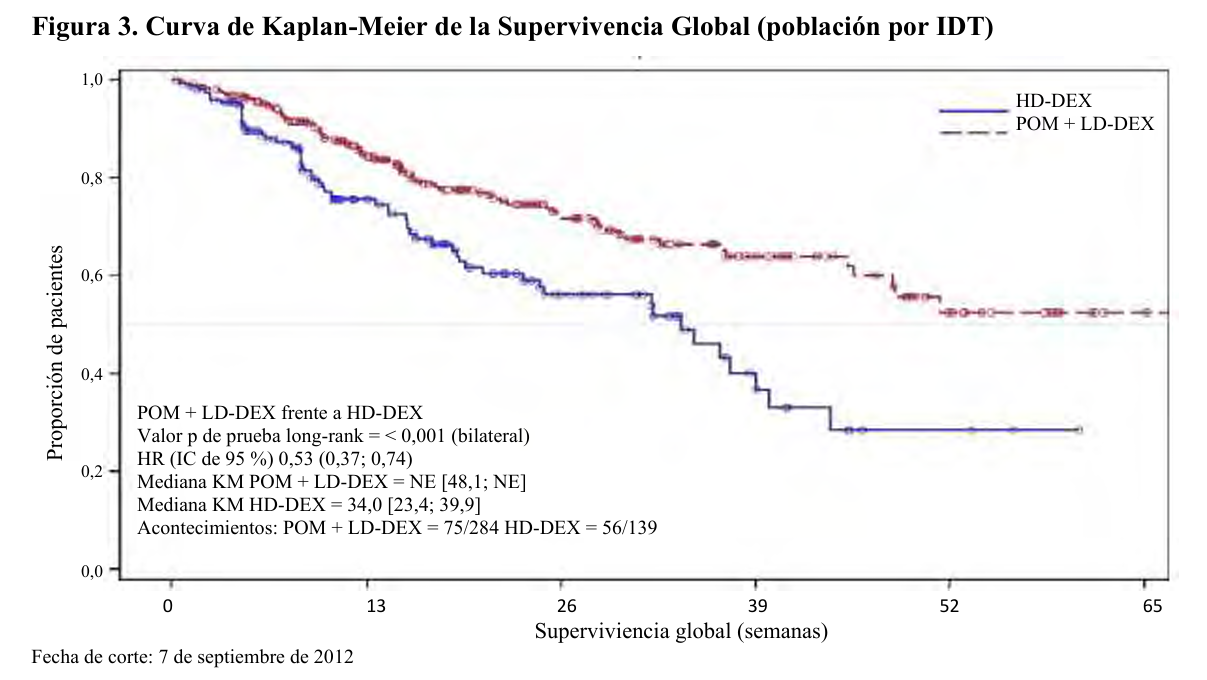 Figura 3. Curva de Kaplan-Meier de la Supervivencia Global (población por IDT)
1,0
0,8
0,6
0,4
0,2
0,0
Proporción de pacientes
HD-DEX
POM + LD-DEX
POM + LD-DEX frente a HD-DEX
Valor p de prueba long-rank = < 0,001 (bilateral)
HR (IC de 95 %) 0,53 (0,37; 0,74)
Mediana KM POM + LD-DEX = NE [48,1; NE]
Mediana KM HD-DEX = 34,0 [23,4; 39,9]
Acontecimientos: POM + LD-DEX = 75/284 HD-DEX = 56/139
0 13 26 39 52 65
Superviviencia global (semanas)
Fecha de corte: 7 de septiembre de 2012